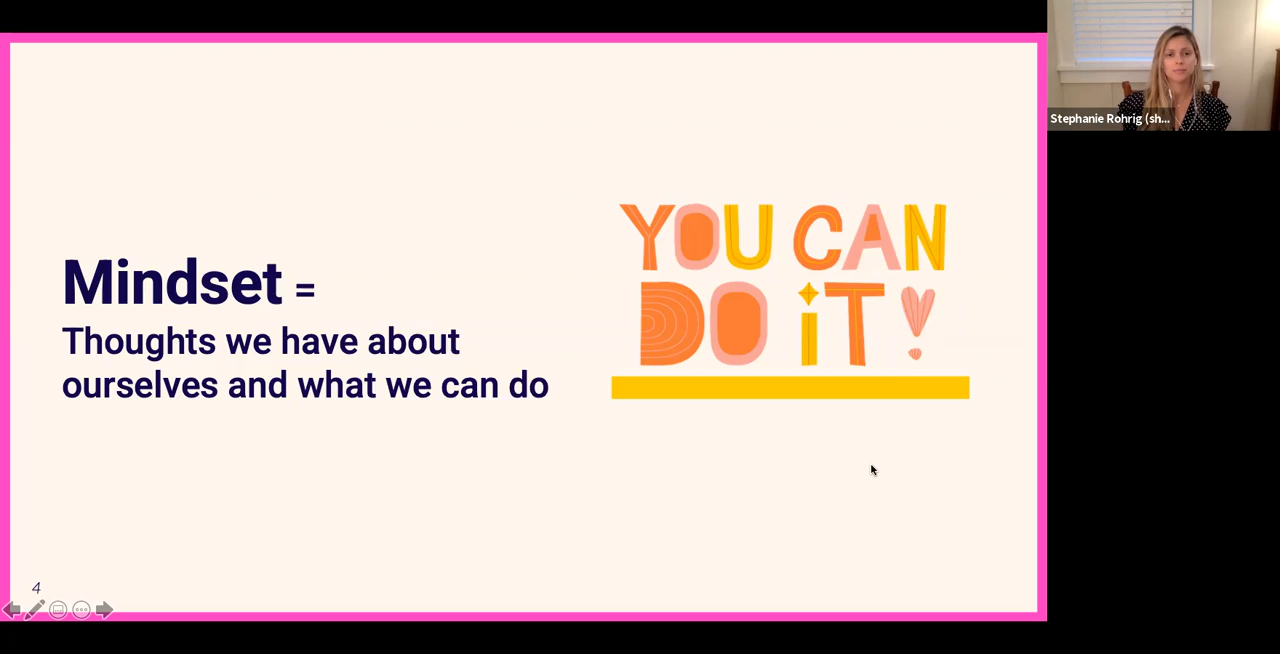 Mindset =
Thoughts we have about
ourselves and what we can do
YOU CAN
DO iT!
4
Stephanie Rohrig (sh...